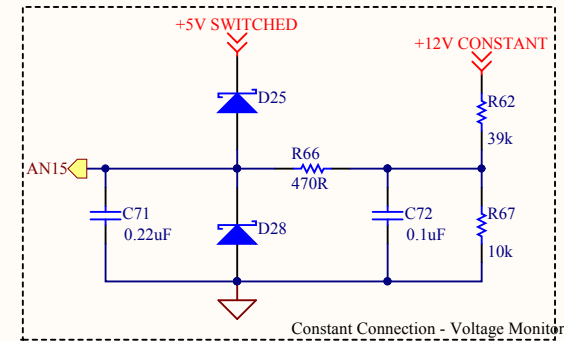 +5V SWITCHED
+12V CONSTANT
D25
R62
39k
AN15
R66
470R
C71
0.22uF
D28
C72
0.1uF
R67
10k
Constant Connection - Voltage Monitor